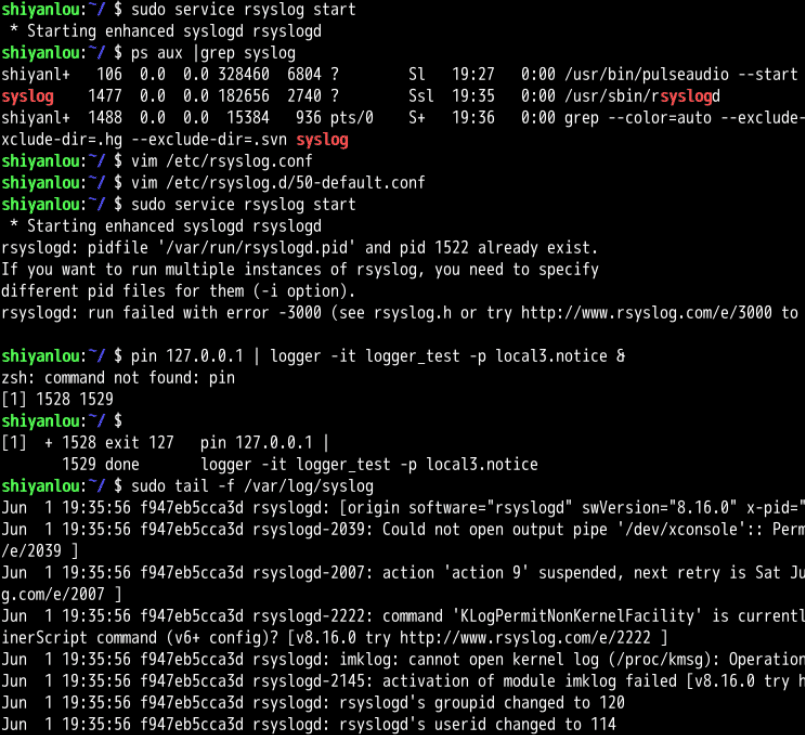 shiyanlou:~/ $ sudo service rsyslog start
 * Starting enhanced syslogd rsyslogd
shiyanlou:~/ $ ps aux |grep syslog
shiyanl+   106  0.0  0.0 328460  6804 ?        Sl   19:27   0:00 /usr/bin/pulseaudio --start
syslog    1477  0.0  0.0 182656  2740 ?        Ssl  19:35   0:00 /usr/sbin/rsyslogd
shiyanl+  1488  0.0  0.0  15384   936 pts/0    S+   19:36   0:00 grep --color=auto --exclude-
xclude-dir=.hg --exclude-dir=.svn syslog
shiyanlou:~/ $ vim /etc/rsyslog.conf
shiyanlou:~/ $ vim /etc/rsyslog.d/50-default.conf
shiyanlou:~/ $ sudo service rsyslog start
 * Starting enhanced syslogd rsyslogd
rsyslogd: pidfile '/var/run/rsyslogd.pid' and pid 1522 already exist.
If you want to run multiple instances of rsyslog, you need to specify
different pid files for them (-i option).
rsyslogd: run failed with error -3000 (see rsyslog.h or try http://www.rsyslog.com/e/3000 to
shiyanlou:~/ $ pin 127.0.0.1 | logger -it logger_test -p local3.notice &
zsh: command not found: pin
[1] 1528 1529
shiyanlou:~/ $
[1]  + 1528 exit 127   pin 127.0.0.1 |
       1529 done       logger -it logger_test -p local3.notice
shiyanlou:~/ $ sudo tail -f /var/log/syslog
Jun  1 19:35:56 f947eb5cca3d rsyslogd: [origin software="rsyslogd" swVersion="8.16.0" x-pid="
Jun  1 19:35:56 f947eb5cca3d rsyslogd-2039: Could not open output pipe '/dev/xconsole':: Perm
/e/2039 ]
Jun  1 19:35:56 f947eb5cca3d rsyslogd-2007: action 'action 9' suspended, next retry is Sat Ju
g.com/e/2007 ]
Jun  1 19:35:56 f947eb5cca3d rsyslogd-2222: command 'KLogPermitNonKernelFacility' is currentl
inerScript command (v6+ config)? [v8.16.0 try http://www.rsyslog.com/e/2222 ]
Jun  1 19:35:56 f947eb5cca3d rsyslogd: imklog: cannot open kernel log (/proc/kmsg): Operation
Jun  1 19:35:56 f947eb5cca3d rsyslogd-2145: activation of module imklog failed [v8.16.0 try h
Jun  1 19:35:56 f947eb5cca3d rsyslogd: rsyslogd's groupid changed to 120
Jun  1 19:35:56 f947eb5cca3d rsyslogd: rsyslogd's userid changed to 114